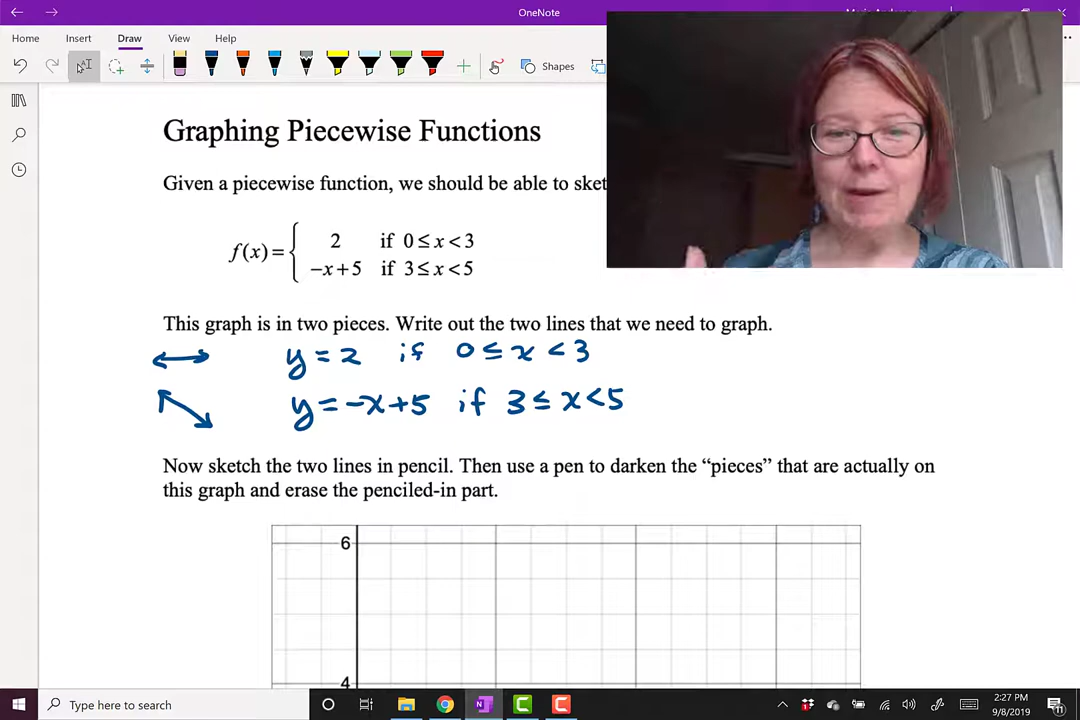 OneNote
Home Insert Draw View Help
Shapes
Graphing Piecewise Functions
Given a piecewise function, we should be able to sket
f(x)={ 2 if 0≤x<3
−x+5 if 3≤x<5
This graph is in two pieces. Write out the two lines that we need to graph.
y=2 if 0≤x<3
y=-x+5 if 3≤x<5
Now sketch the two lines in pencil. Then use a pen to darken the “pieces” that are actually on
this graph and erase the penciled-in part.
6
4
Type here to search
2:27 PM
9/8/2019